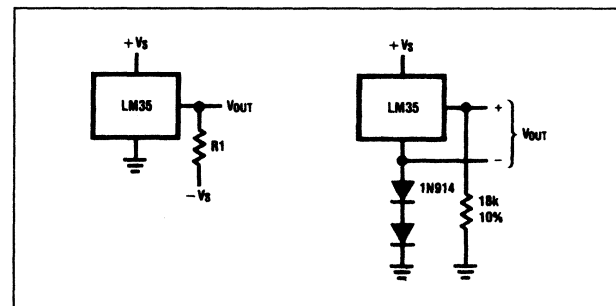 +VS
LM35
VOUT
R1
−VS
+VS
LM35
+
VOUT
−
1N914
18k
10%